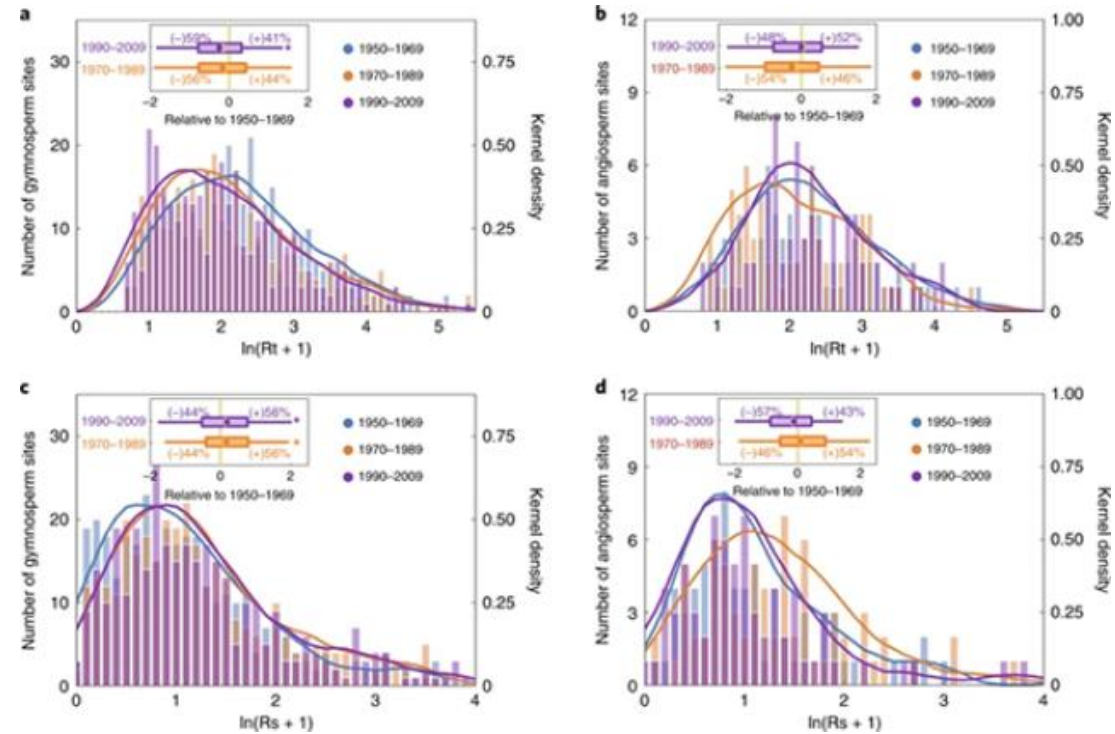 a
(−)59% (+)41%
1990–2009
(−)56% (+)44%
−2 0 2
Relative to 1950–1969
1950–1969
1970–1989
1990–2009
Number of gymnosperm sites
30
20
10
0
Kernel density
0.75
0.50
0.25
0
0 1 2 3 4 5
ln(Rt + 1)
b
(−)48% (+)52%
1990–2009
1970–1989
(−)54% (+)46%
−2 0 2
Relative to 1950–1969
1950–1969
1970–1989
1990–2009
Number of angiosperm sites
12
9
6
3
0
Kernel density
1.00
0.75
0.50
0.25
0
0 1 2 3 4 5
ln(Rt + 1)
c
(−)44% (+)56%
1990–2009
1970–1989
(−)44% (+)56%
−2 0 2
Relative to 1950–1969
1950–1969
1970–1989
1990–2009
Number of gymnosperm sites
30
20
10
0
Kernel density
0.75
0.50
0.25
0
0 1 2 3 4
ln(Rs + 1)
d
(−)57% (+)43%
1990–2009
1970–1989
(−)46% (+)54%
−2 0 2
Relative to 1950–1969
1950–1969
1970–1989
1990–2009
Number of angiosperm sites
12
9
6
3
0
Kernel density
1.00
0.75
0.50
0.25
0
0 1 2 3 4
ln(Rs + 1)